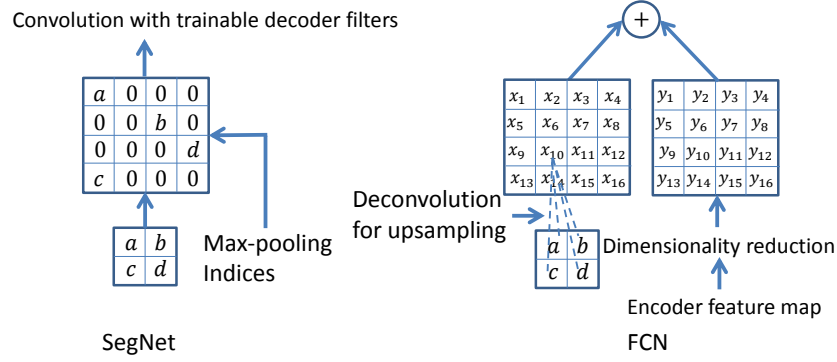 Convolution with trainable decoder filters
a 0 0 0
0 0 b 0
0 0 0 d
c 0 0 0
a b
c d
Max-pooling
Indices
SegNet
+
x₁ x₂ x₃ x₄
x₅ x₆ x₇ x₈
x₉ x₁₀ x₁₁ x₁₂
x₁₃ x₁₄ x₁₅ x₁₆
y₁ y₂ y₃ y₄
y₅ y₆ y₇ y₈
y₉ y₁₀ y₁₁ y₁₂
y₁₃ y₁₄ y₁₅ y₁₆
Deconvolution
for upsampling
a b
c d
Dimensionality reduction
Encoder feature map
FCN